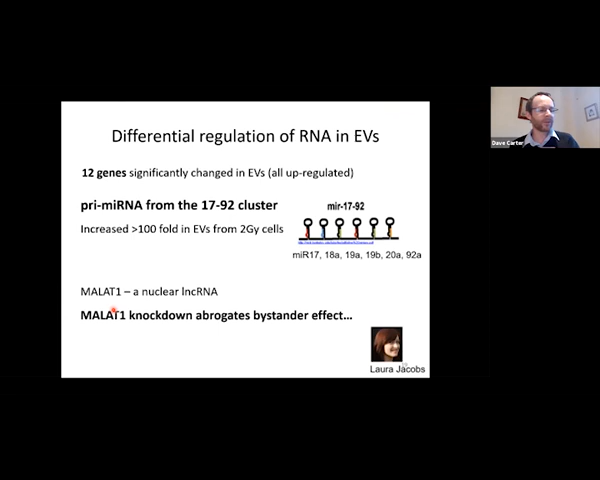 Differential regulation of RNA in EVs
12 genes significantly changed in EVs (all up-regulated)
pri-miRNA from the 17-92 cluster
Increased >100 fold in EVs from 2Gy cells
mir-17-92
miR17, 18a, 19a, 19b, 20a, 92a
MALAT1 – a nuclear lncRNA
MALAT1 knockdown abrogates bystander effect…
Laura Jacobs
Dave Carter